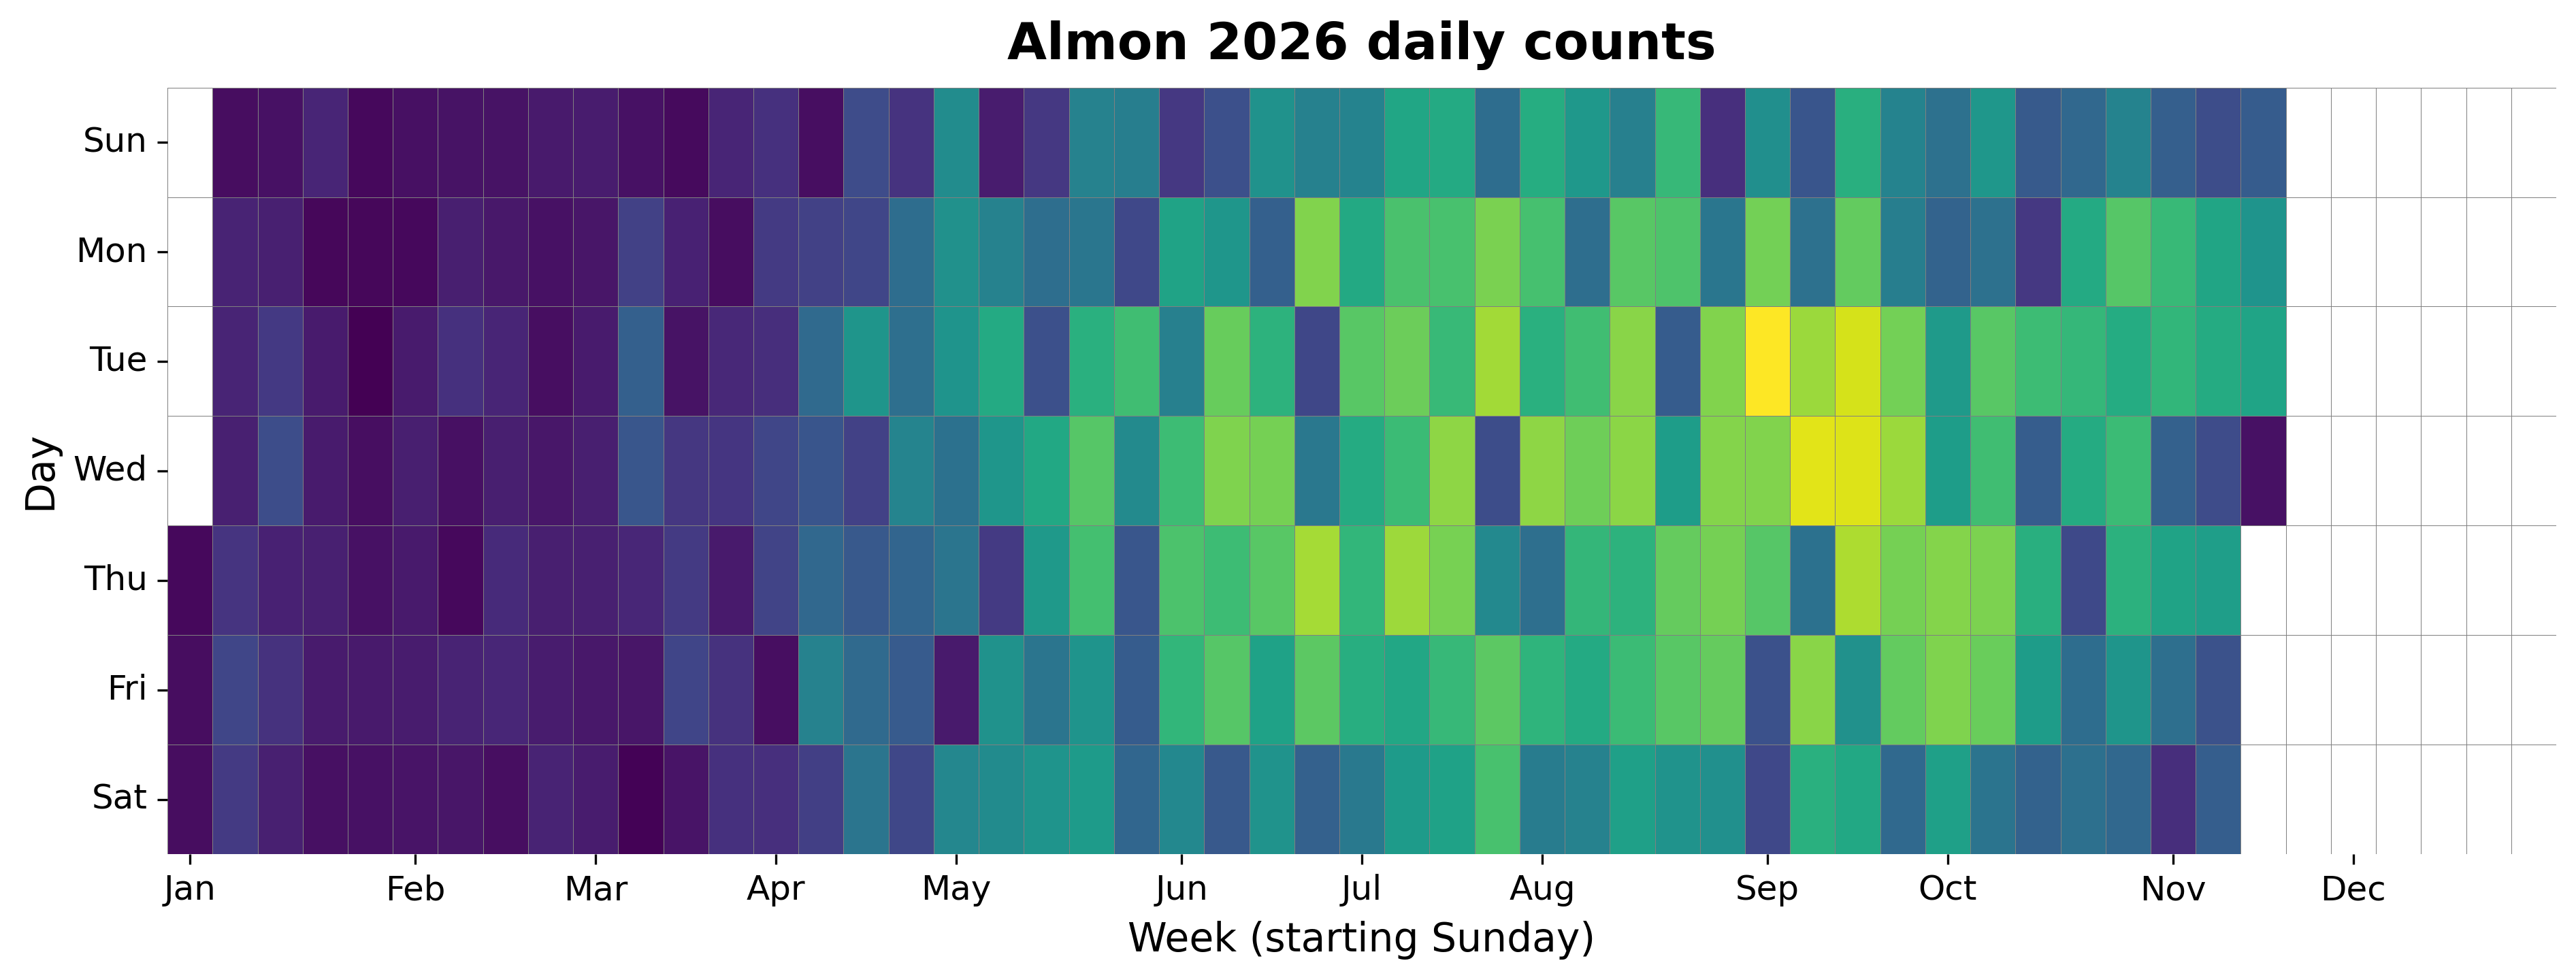 Almon 2026 daily counts
Day
Sun
Mon
Tue
Wed
Thu
Fri
Sat
Jan Feb Mar Apr May Jun Jul Aug Sep Oct Nov Dec
Week (starting Sunday)